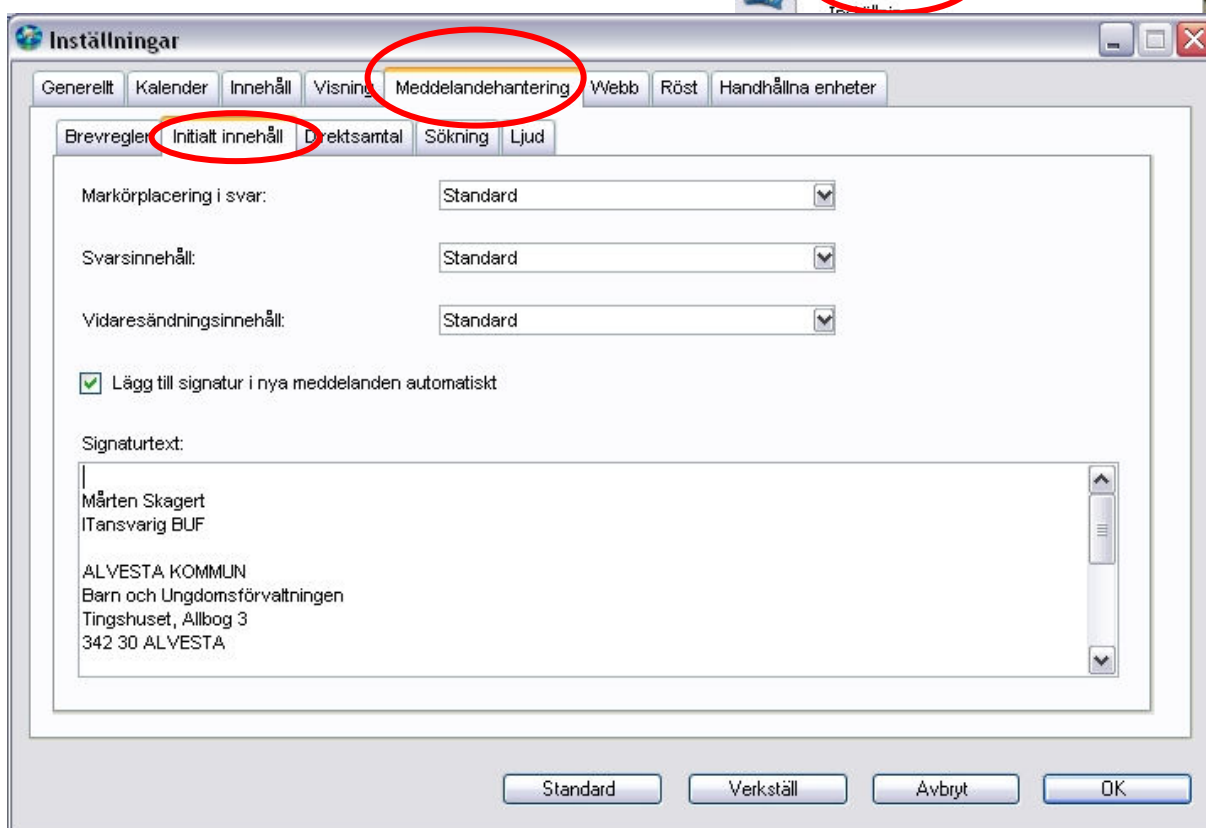 Inställningar
Inställningar
Generellt Kalender Innehåll Visning Meddelandehantering Webb Röst Handhållna enheter
Brevregler Initialt innehåll Direktsamtal Sökning Ljud
Markörplacering i svar: Standard
Svarsinnehåll: Standard
Vidaresändningsinnehåll: Standard
Lägg till signatur i nya meddelanden automatiskt
Signaturtext:
Mårten Skagert
ITansvarig BUF
ALVESTA KOMMUN
Barn och Ungdomsförvaltningen
Tingshuset, Allbog 3
342 30 ALVESTA
Standard Verkställ Avbryt OK